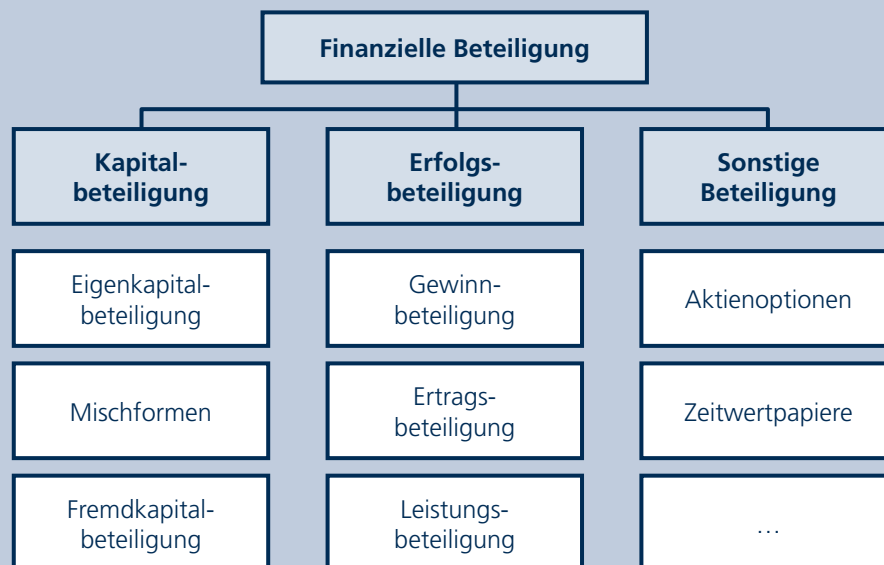 Finanzielle Beteiligung
Kapital-
beteiligung
Erfolgs-
beteiligung
Sonstige
Beteiligung
Eigenkapital-
beteiligung
Gewinn-
beteiligung
Aktienoptionen
Mischformen
Ertrags-
beteiligung
Zeitwertpapiere
Fremdkapital-
beteiligung
Leistungs-
beteiligung
…